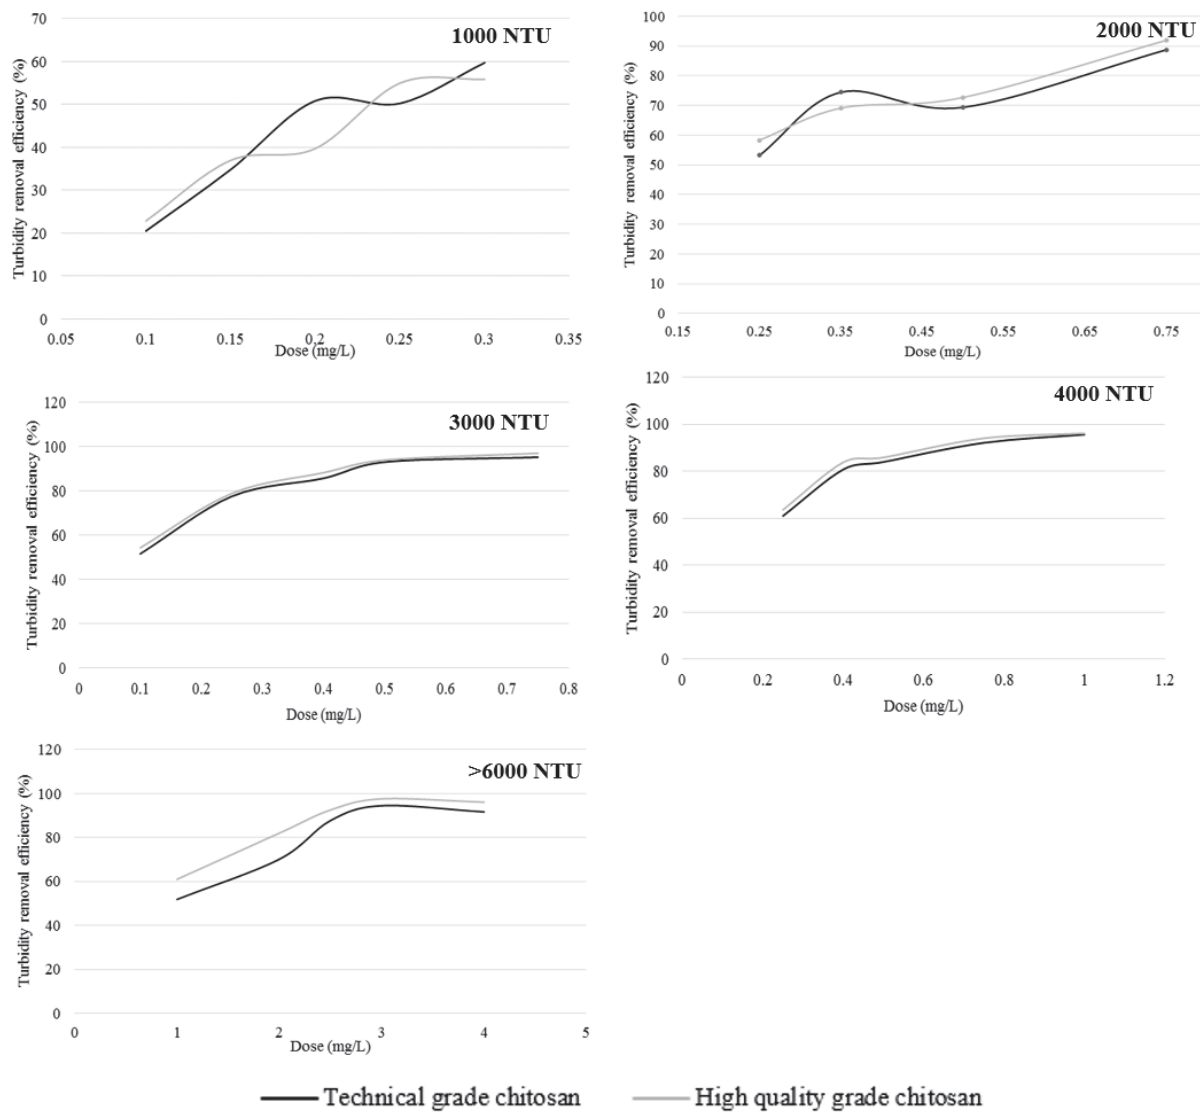 1000 NTU
Turbidity removal efficiency (%)
70
60
50
40
30
20
10
0
0.05 0.1 0.15 0.2 0.25 0.3 0.35
Dose (mg/L)
2000 NTU
Turbidity removal efficiency (%)
100
90
80
70
60
50
40
30
20
10
0
0.15 0.25 0.35 0.45 0.55 0.65 0.75
Dose (mg/L)
3000 NTU
Turbidity removal efficiency (%)
120
100
80
60
40
20
0
0 0.1 0.2 0.3 0.4 0.5 0.6 0.7 0.8
Dose (mg/L)
4000 NTU
Turbidity removal efficiency (%)
120
100
80
60
40
20
0
0 0.2 0.4 0.6 0.8 1 1.2
Dose (mg/L)
>6000 NTU
Turbidity removal efficiency (%)
120
100
80
60
40
20
0
0 1 2 3 4 5
Dose (mg/L)
Technical grade chitosan High quality grade chitosan